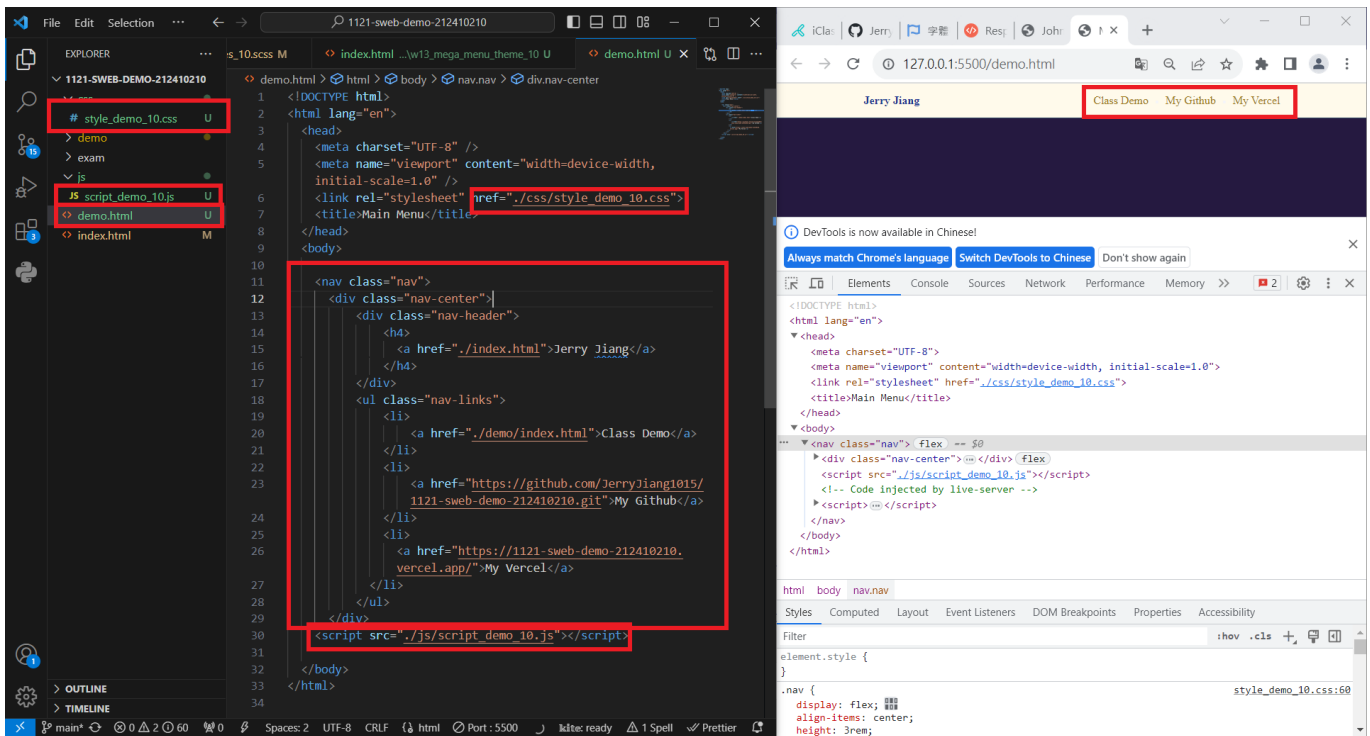 File Edit Selection ··· ← → 1121-sweb-demo-212410210
EXPLORER ···
1121-SWEB-DEMO-212410210
css
# style_demo_10.css U
demo
exam
js
JS script_demo_10.js U
<> demo.html U
<> index.html M
OUTLINE
TIMELINE
15
3
1
es_10.scss M <> index.html ...\w13_mega_menu_theme_10 U <> demo.html U ✕ ···
<> demo.html > html > body > nav.nav > div.nav-center
1 <!DOCTYPE html>
2 <html lang="en">
3 <head>
4 <meta charset="UTF-8" />
5 <meta name="viewport" content="width=device-width,
initial-scale=1.0" />
6 <link rel="stylesheet" href="./css/style_demo_10.css">
7 <title>Main Menu</title>
8 </head>
9 <body>
10
11 <nav class="nav">
12 <div class="nav-center">
13 <div class="nav-header">
14 <h4>
15 <a href="./index.html">Jerry Jiang</a>
16 </h4>
17 </div>
18 <ul class="nav-links">
19 <li>
20 <a href="./demo/index.html">Class Demo</a>
21 </li>
22 <li>
23 <a href="https://github.com/JerryJiang1015/
1121-sweb-demo-212410210.git">My Github</a>
24 </li>
25 <li>
26 <a href="https://1121-sweb-demo-212410210.
vercel.app/">My Vercel</a>
27 </li>
28 </ul>
29 </div>
30 <script src="./js/script_demo_10.js"></script>
31
32 </body>
33 </html>
34
main* 0 2 60 0 Spaces: 2 UTF-8 CRLF html Port : 5500 kite: ready 1 Spell Prettier
iClas Jerry 字體 Resp John N ✕ +
127.0.0.1:5500/demo.html
Jerry Jiang Class Demo My Github My Vercel
DevTools is now available in Chinese!
Always match Chrome's language Switch DevTools to Chinese Don't show again
Elements Console Sources Network Performance Memory 2
<!DOCTYPE html>
<html lang="en">
<head>
<meta charset="UTF-8">
<meta name="viewport" content="width=device-width, initial-scale=1.0">
<link rel="stylesheet" href="./css/style_demo_10.css">
<title>Main Menu</title>
</head>
<body>
··· <nav class="nav"> flex == $0
<div class="nav-center">…</div> flex
<script src="./js/script_demo_10.js"></script>
<!-- Code injected by live-server -->
<script>…</script>
</nav>
</body>
</html>
html body nav.nav
Styles Computed Layout Event Listeners DOM Breakpoints Properties Accessibility
Filter :hov .cls
element.style {
}
.nav { style_demo_10.css:60
display: flex;
align-items: center;
height: 3rem;